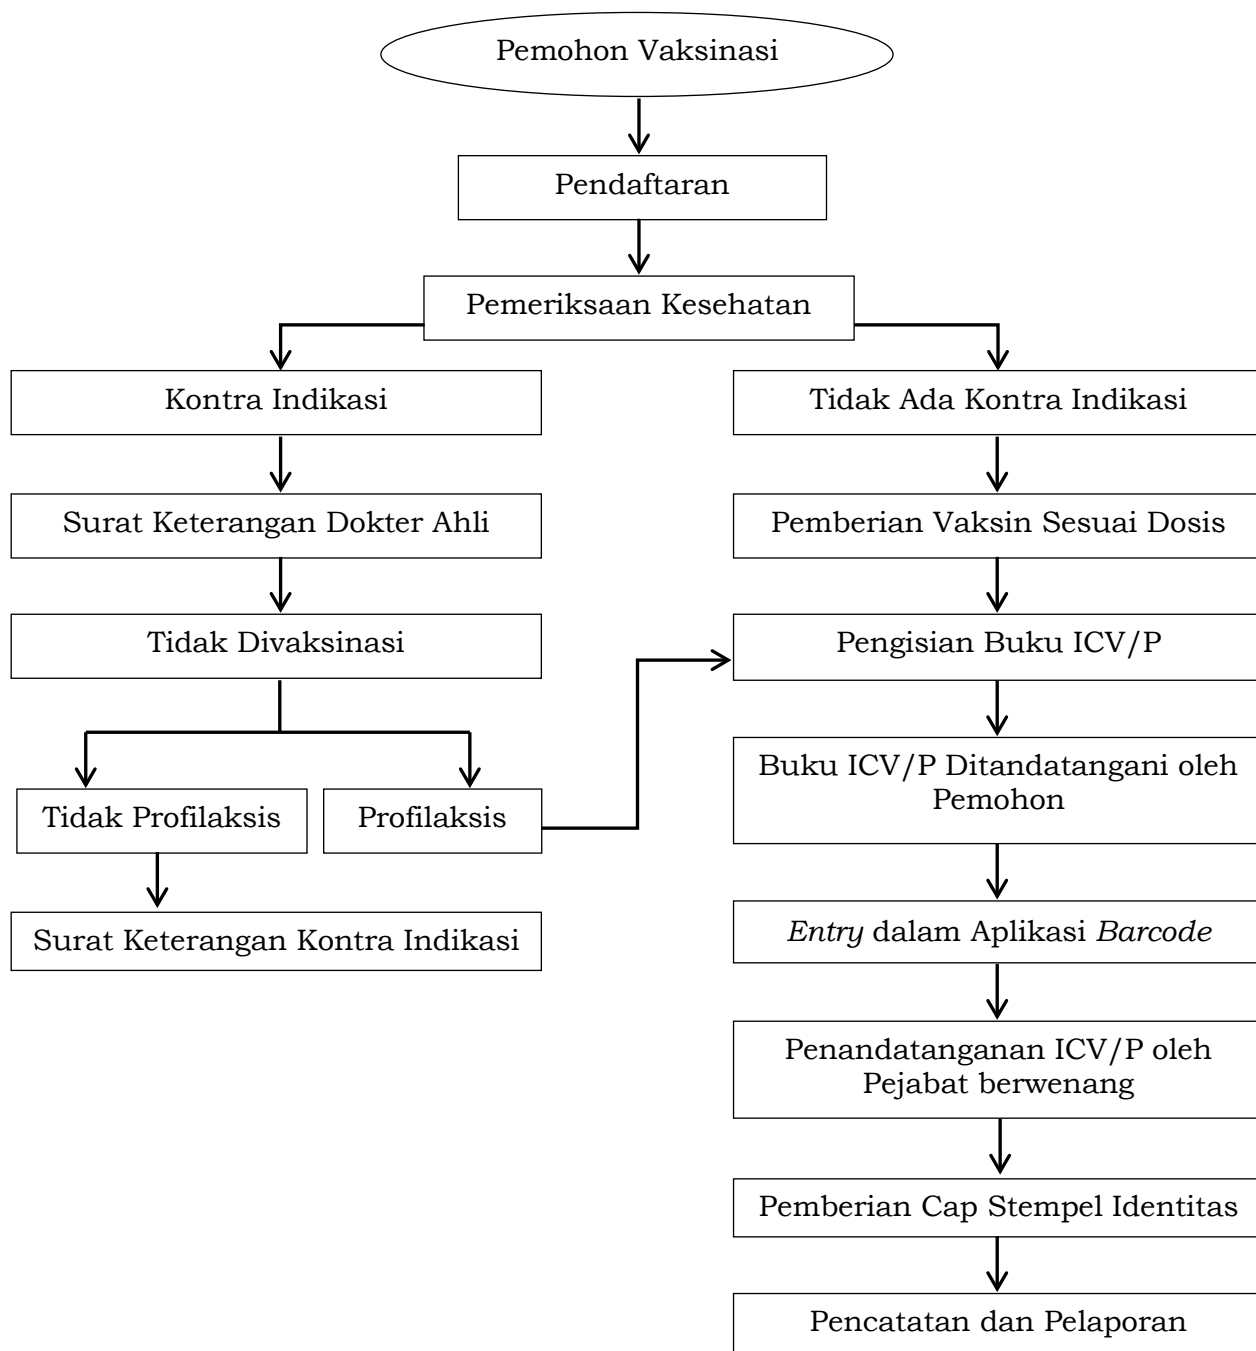 Pemohon Vaksinasi
Pendaftaran
Pemeriksaan Kesehatan
Kontra Indikasi
Tidak Ada Kontra Indikasi
Surat Keterangan Dokter Ahli
Pemberian Vaksin Sesuai Dosis
Tidak Divaksinasi
Pengisian Buku ICV/P
Buku ICV/P Ditandatangani oleh
Pemohon
Tidak Profilaksis
Profilaksis
Surat Keterangan Kontra Indikasi
Entry dalam Aplikasi Barcode
Penandatanganan ICV/P oleh
Pejabat berwenang
Pemberian Cap Stempel Identitas
Pencatatan dan Pelaporan